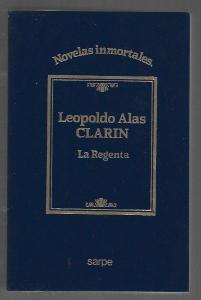 Novelas inmortales.
Leopoldo Alas
CLARIN
La Regenta
sarpe